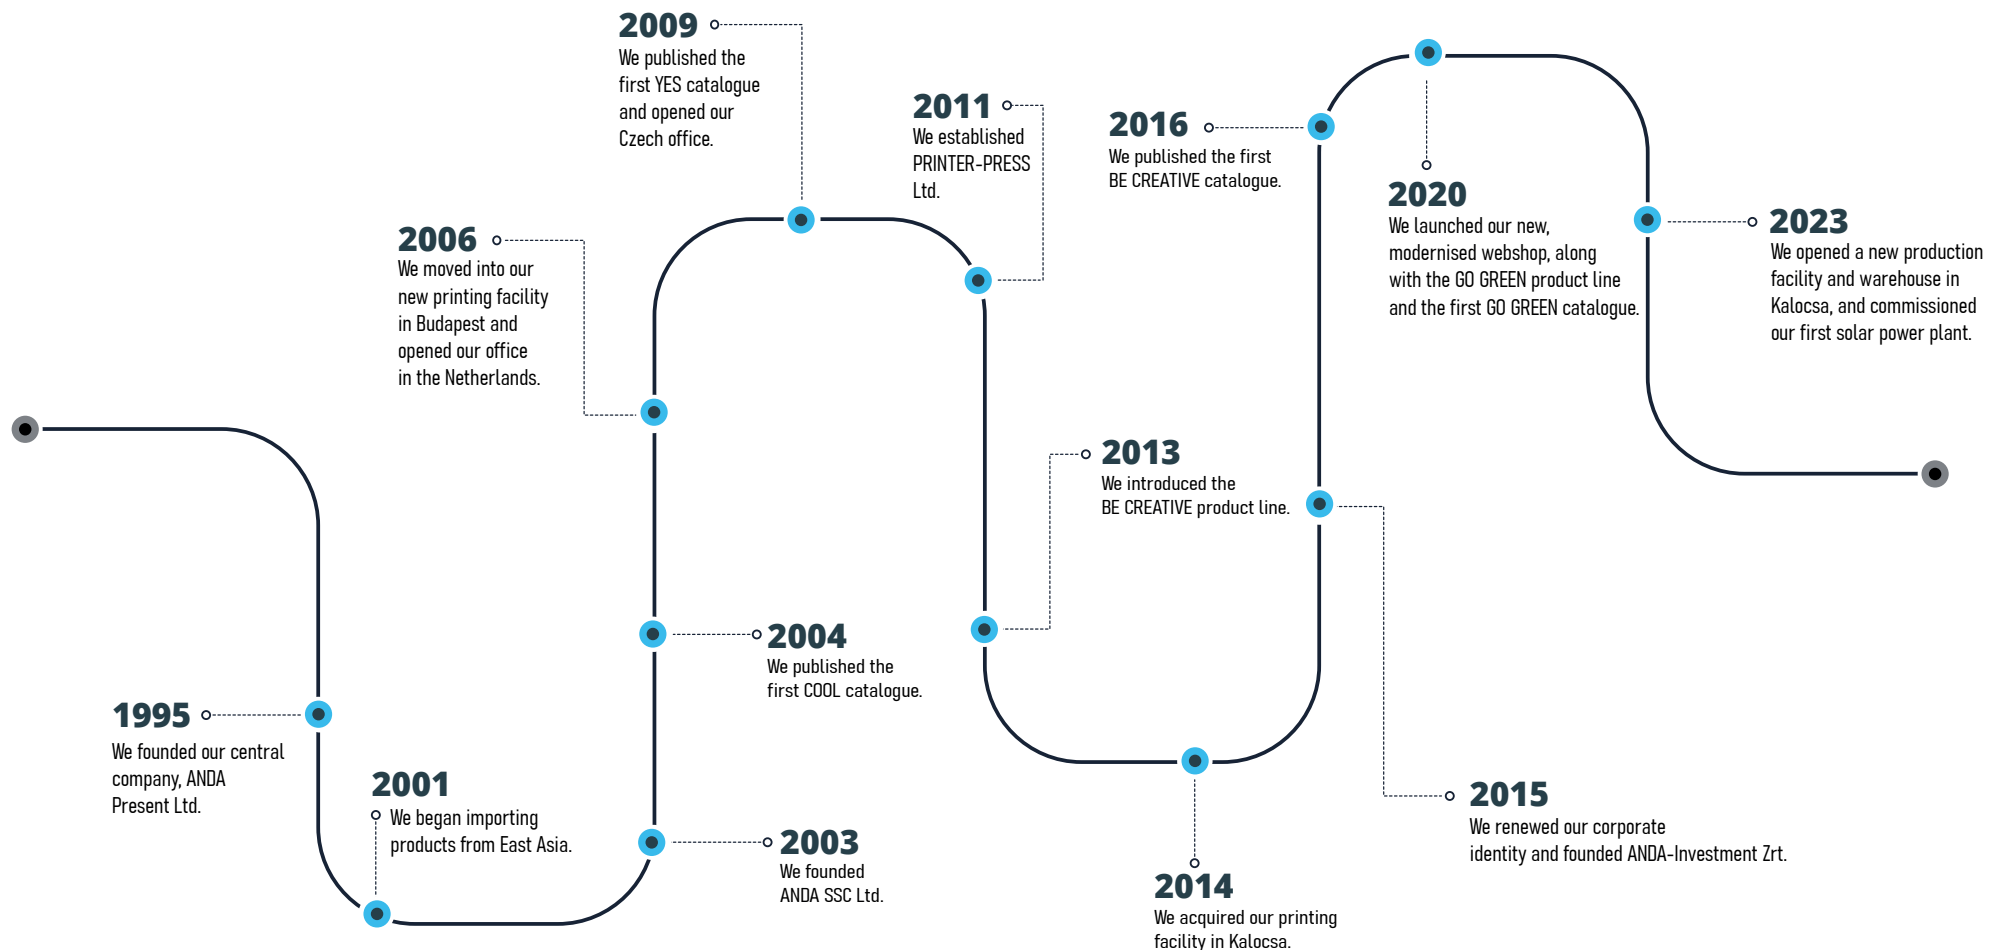 1995
We founded our central
company, ANDA
Present Ltd.
2001
We began importing
products from East Asia.
2003
We founded
ANDA SSC Ltd.
2004
We published the
first COOL catalogue.
2006
We moved into our
new printing facility
in Budapest and
opened our office
in the Netherlands.
2009
We published the
first YES catalogue
and opened our
Czech office.
2011
We established
PRINTER-PRESS
Ltd.
2013
We introduced the
BE CREATIVE product line.
2014
We acquired our printing
facility in Kalocsa.
2015
We renewed our corporate
identity and founded ANDA-Investment Zrt.
2016
We published the first
BE CREATIVE catalogue.
2020
We launched our new,
modernised webshop, along
with the GO GREEN product line
and the first GO GREEN catalogue.
2023
We opened a new production
facility and warehouse in
Kalocsa, and commissioned
our first solar power plant.